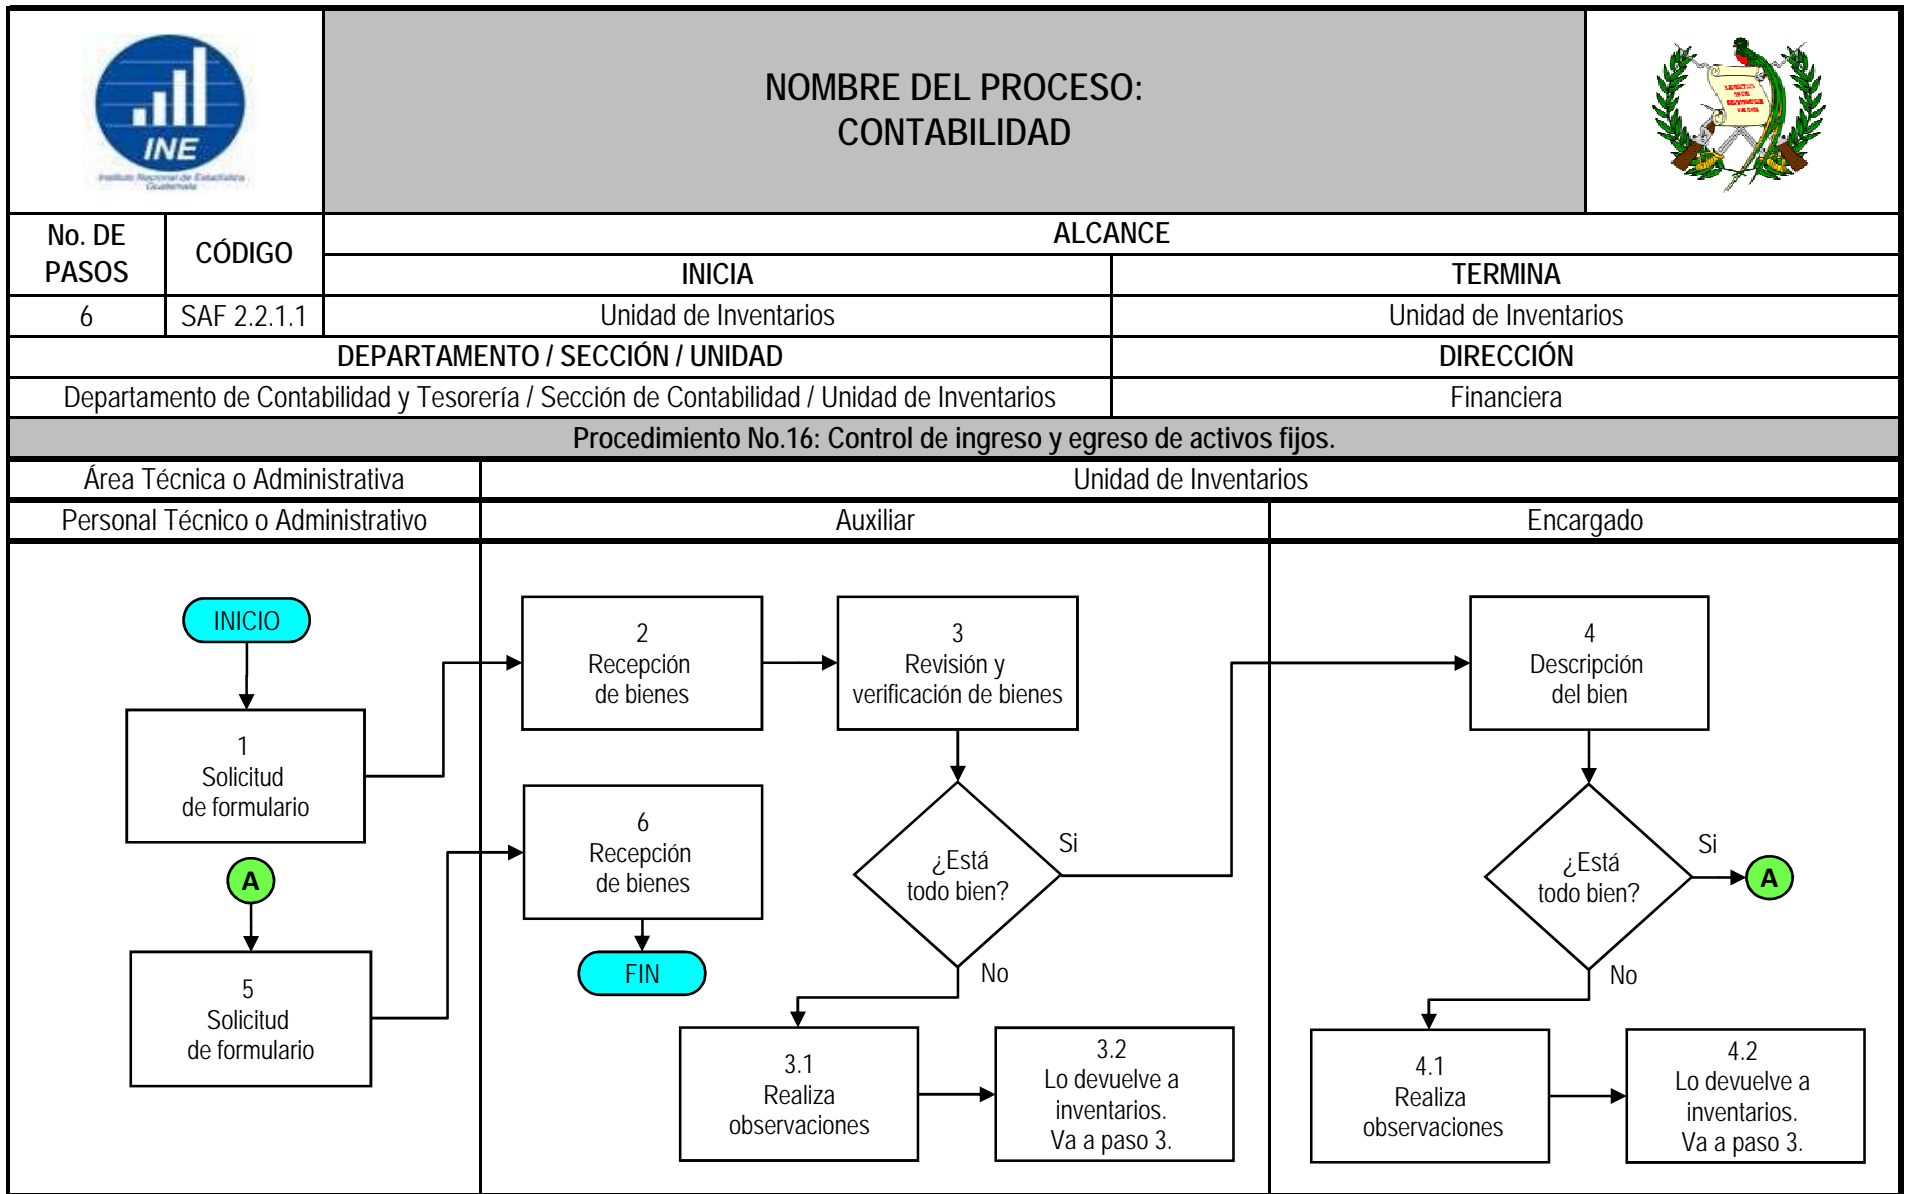 INE
Instituto Nacional de Estadística
Guatemala
NOMBRE DEL PROCESO:
CONTABILIDAD
No. DE
PASOS
CÓDIGO
ALCANCE
INICIA
TERMINA
6
SAF 2.2.1.1
Unidad de Inventarios
Unidad de Inventarios
DEPARTAMENTO / SECCIÓN / UNIDAD
DIRECCIÓN
Departamento de Contabilidad y Tesorería / Sección de Contabilidad / Unidad de Inventarios
Financiera
Procedimiento No.16: Control de ingreso y egreso de activos fijos.
Área Técnica o Administrativa
Unidad de Inventarios
Personal Técnico o Administrativo
Auxiliar
Encargado
INICIO
1
Solicitud
de formulario
A
5
Solicitud
de formulario
2
Recepción
de bienes
3
Revisión y
verificación de bienes
6
Recepción
de bienes
FIN
¿Está
todo bien?
Si
No
3.1
Realiza
observaciones
3.2
Lo devuelve a
inventarios.
Va a paso 3.
4
Descripción
del bien
¿Está
todo bien?
Si
A
No
4.1
Realiza
observaciones
4.2
Lo devuelve a
inventarios.
Va a paso 3.